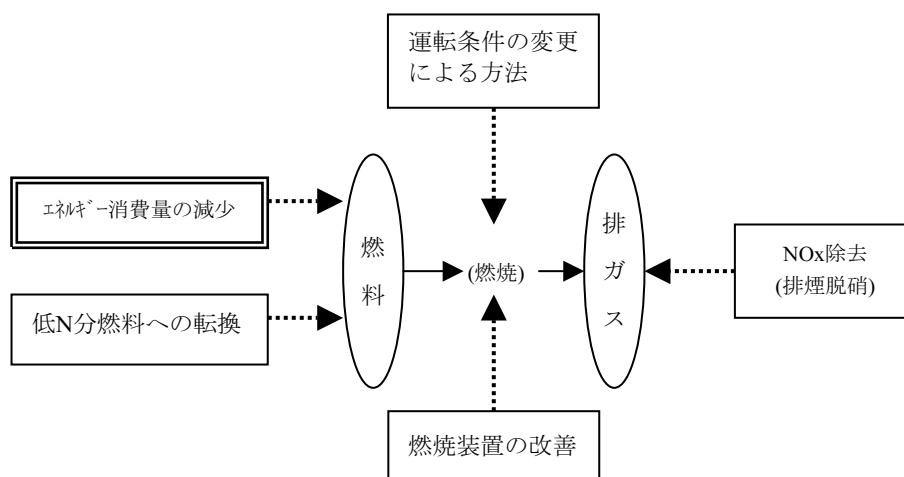 運転条件の変更
による方法
ｴﾈﾙｷﾞｰ消費量の減少
低N分燃料への転換
燃料
(燃焼)
排ガス
NOx除去
(排煙脱硝)
燃焼装置の改善